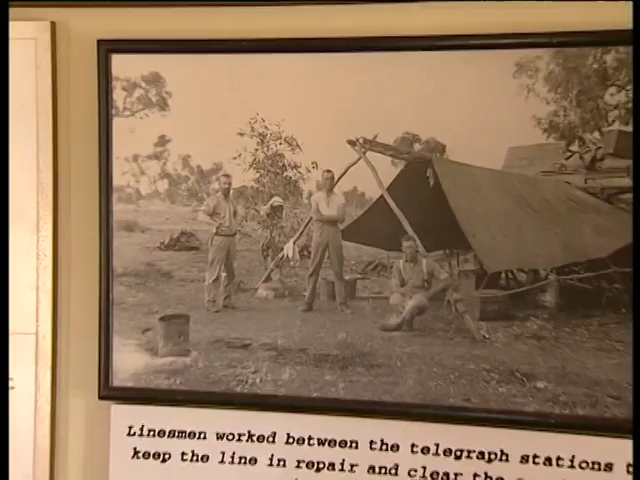 Linesmen worked between the telegraph stations
keep the line in repair and clear the